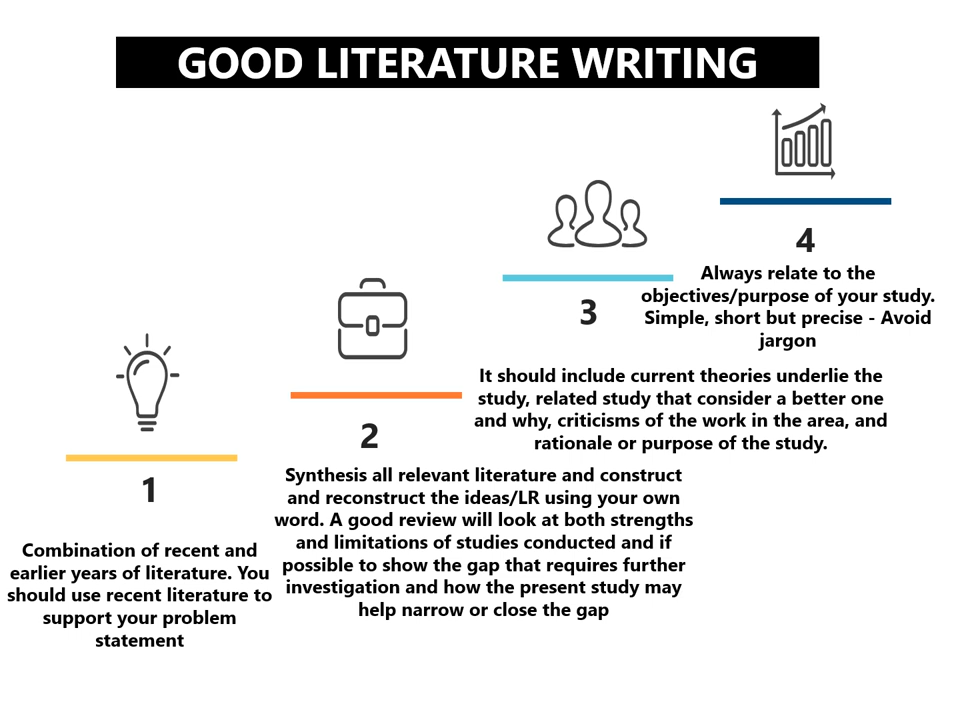 GOOD LITERATURE WRITING
1
Combination of recent and
earlier years of literature. You
should use recent literature to
support your problem
statement
2
Synthesis all relevant literature and construct
and reconstruct the ideas/LR using your own
word. A good review will look at both strengths
and limitations of studies conducted and if
possible to show the gap that requires further
investigation and how the present study may
help narrow or close the gap
3
It should include current theories underlie the
study, related study that consider a better one
and why, criticisms of the work in the area, and
rationale or purpose of the study.
4
Always relate to the
objectives/purpose of your study.
Simple, short but precise - Avoid
jargon